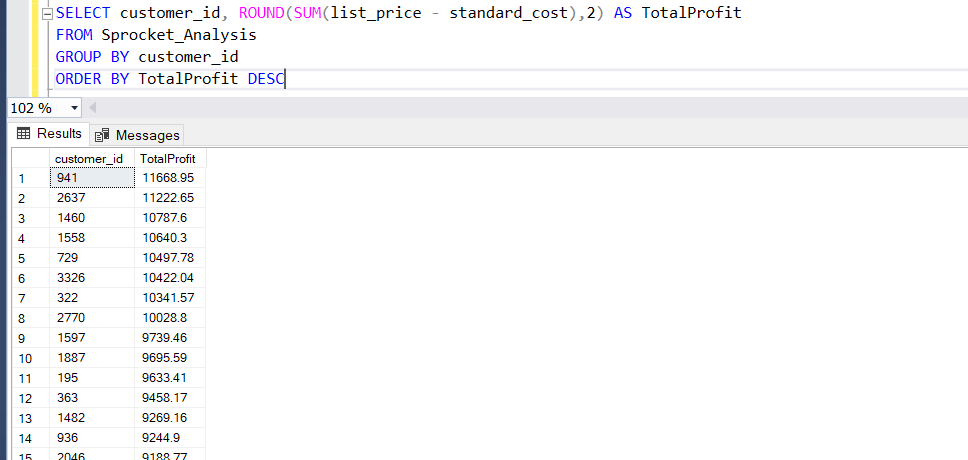 SELECT customer_id, ROUND(SUM(list_price - standard_cost),2) AS TotalProfit
FROM Sprocket_Analysis
GROUP BY customer_id
ORDER BY TotalProfit DESC
102 %
Results Messages
customer_id TotalProfit
1 941 11668.95
2 2637 11222.65
3 1460 10787.6
4 1558 10640.3
5 729 10497.78
6 3326 10422.04
7 322 10341.57
8 2770 10028.8
9 1597 9739.46
10 1887 9695.59
11 195 9633.41
12 363 9458.17
13 1482 9269.16
14 936 9244.9
15 2046 9188.77